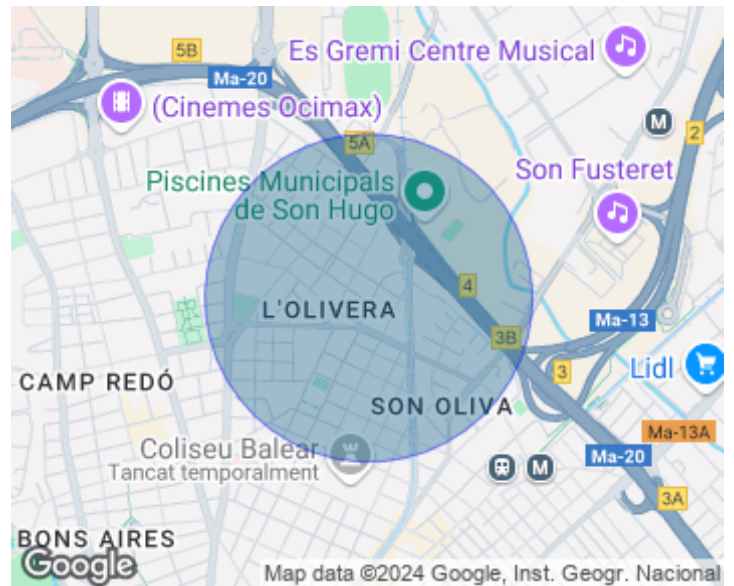 5B
Es Gremi Centre Musical
Ma-20
(Cinemes Ocimax)
M
2
5A
Piscines Municipals
de Son Hugo
Son Fusteret
4
L'OLIVERA
Ma-13
3B
CAMP REDÓ
3
Lidl
SON OLIVA
Ma-13A
Coliseu Balear
Tancat temporalment
M
Ma-20
3A
BONS AIRES
Google
Map data ©2024 Google, Inst. Geogr. Nacional